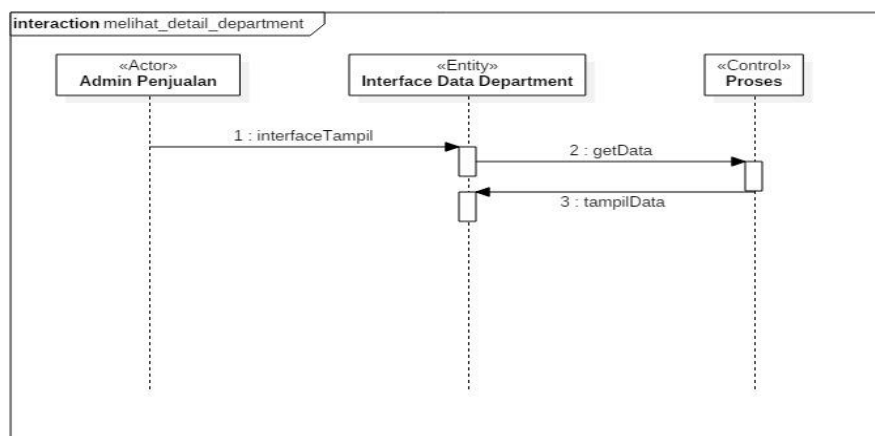 interaction melihat_detail_department
«Actor»
Admin Penjualan
«Entity»
Interface Data Department
«Control»
Proses
1 : interfaceTampil
2 : getData
3 : tampilData